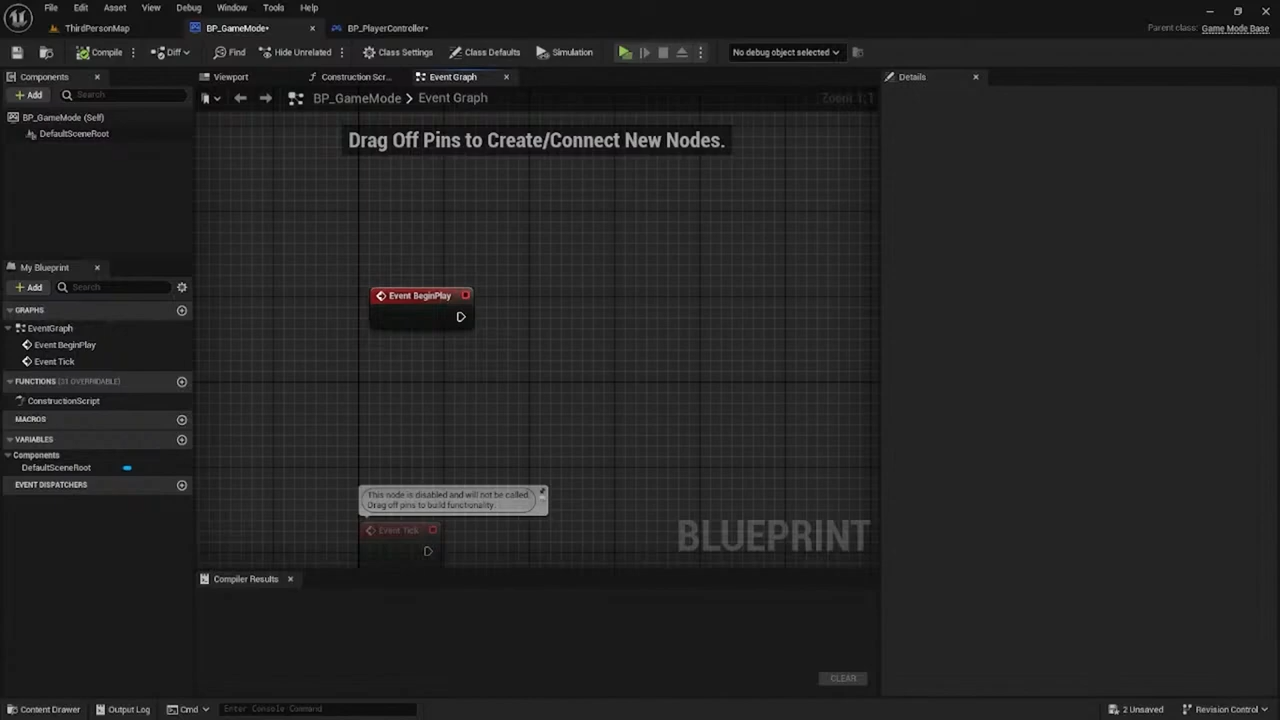 File Edit Asset View Debug Window Tools Help
ThirdPersonMap
BP_GameMode•
BP_PlayerController•
Parent class: Game Mode Base
Compile
Diff
Find
Hide Unrelated
Class Settings
Class Defaults
Simulation
No debug object selected
Components
Add
Search
BP_GameMode (Self)
DefaultSceneRoot
Viewport
Construction Scr...
Event Graph
Details
BP_GameMode > Event Graph
Zoom 1:1
Drag Off Pins to Create/Connect New Nodes.
Event BeginPlay
This node is disabled and will not be called.
Drag off pins to build functionality.
Event Tick
BLUEPRINT
My Blueprint
Add
Search
GRAPHS
EventGraph
Event BeginPlay
Event Tick
FUNCTIONS (31 OVERRIDABLE)
ConstructionScript
MACROS
VARIABLES
Components
DefaultSceneRoot
EVENT DISPATCHERS
Compiler Results
CLEAR
Content Drawer
Output Log
Cmd
Enter Console Command
2 Unsaved
Revision Control